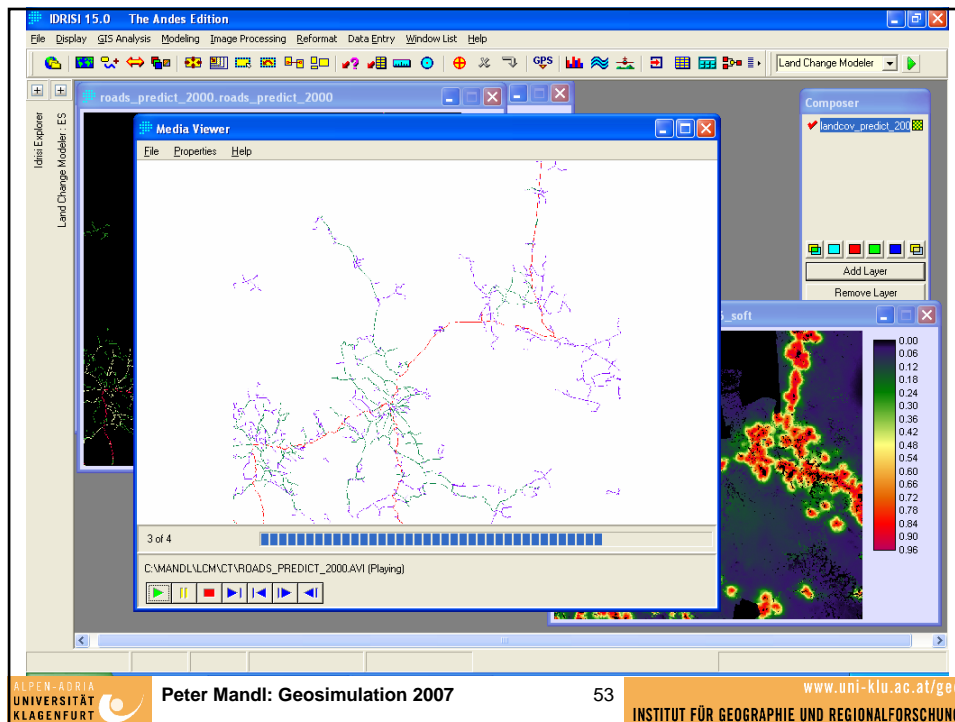 IDRISI 15.0 The Andes Edition
File Display GIS Analysis Modeling Image Processing Reformat Data Entry Window List Help
GPS
Land Change Modeler
Idrisi Explorer
Land Change Modeler: ES
roads_predict_2000.roads_predict_2000
Media Viewer
File Properties Help
3 of 4
C:\MANDL\LCM\CT\ROADS_PREDICT_2000.AVI (Playing)
Composer
landcov_predict_200
Add Layer
Remove Layer
_soft
0.00
0.06
0.12
0.18
0.24
0.30
0.36
0.42
0.48
0.54
0.60
0.66
0.72
0.78
0.84
0.90
0.96
ALPEN-ADRIA
UNIVERSITÄT
KLAGENFURT
Peter Mandl: Geosimulation 2007
53
www.uni-klu.ac.at/geo
INSTITUT FÜR GEOGRAPHIE UND REGIONALFORSCHUNG